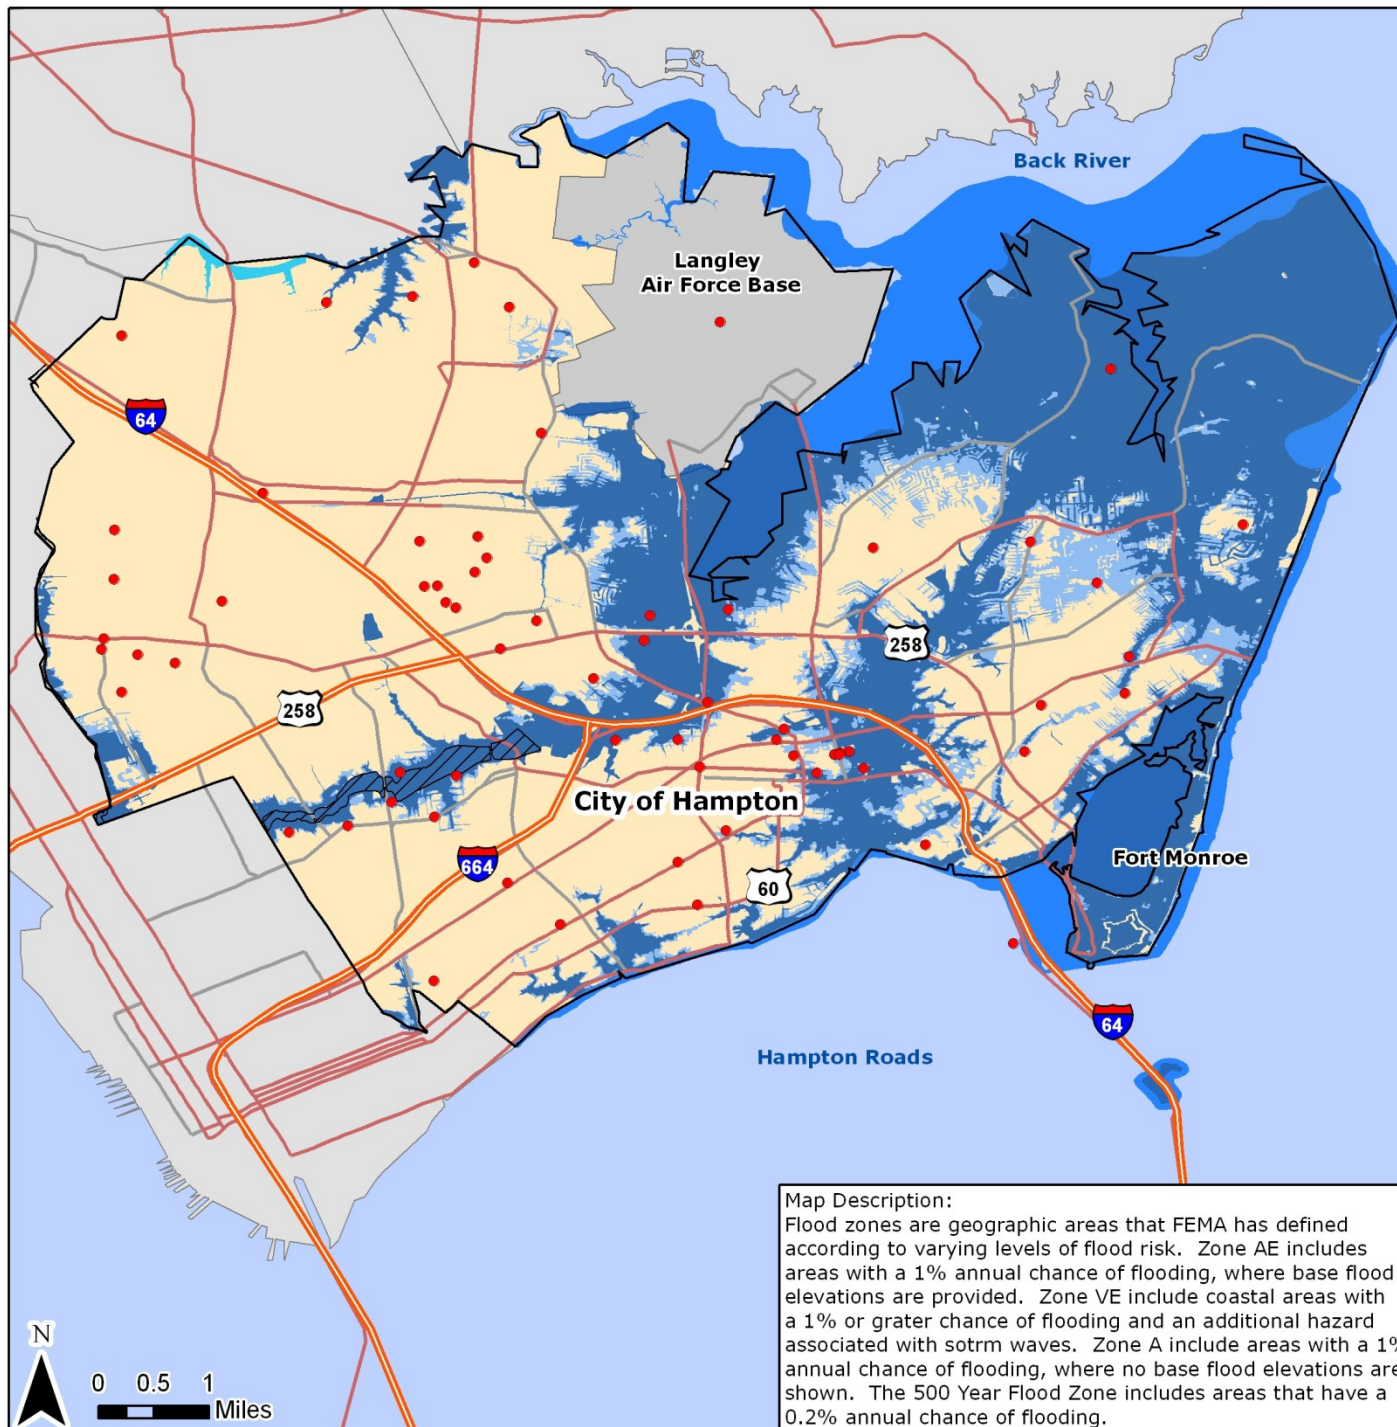 Back River
Langley
Air Force Base
64
258
258
City of Hampton
664
60
Fort Monroe
64
Hampton Roads
Map Description:
Flood zones are geographic areas that FEMA has defined
according to varying levels of flood risk.  Zone AE includes
areas with a 1% annual chance of flooding, where base flood
elevations are provided.  Zone VE include coastal areas with
a 1% or grater chance of flooding and an additional hazard
associated with sotrm waves.  Zone A include areas with a 1%
annual chance of flooding, where no base flood elevations are
shown.  The 500 Year Flood Zone includes areas that have a
0.2% annual chance of flooding.
N
0 0.5 1
Miles